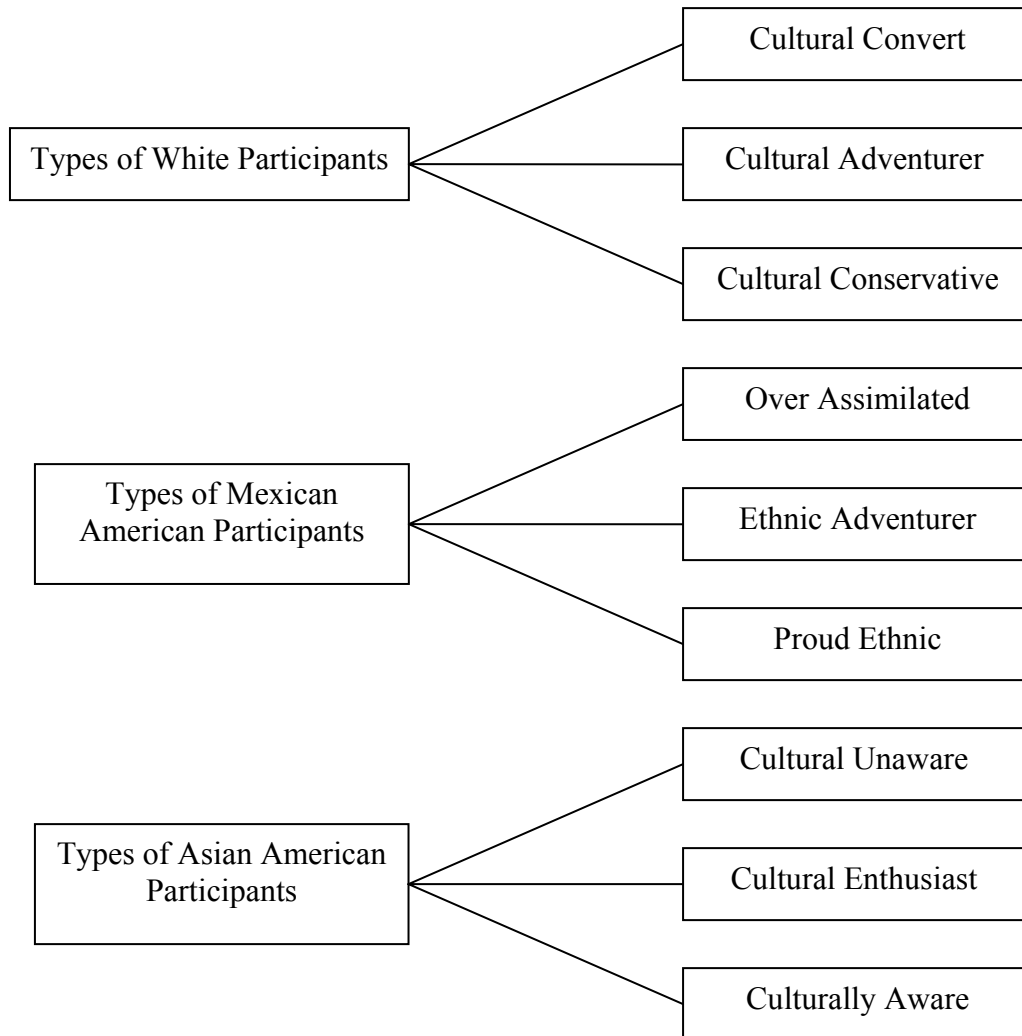 Cultural Convert
Types of White Participants
Cultural Adventurer
Cultural Conservative
Over Assimilated
Types of Mexican
American Participants
Ethnic Adventurer
Proud Ethnic
Cultural Unaware
Types of Asian American
Participants
Cultural Enthusiast
Culturally Aware